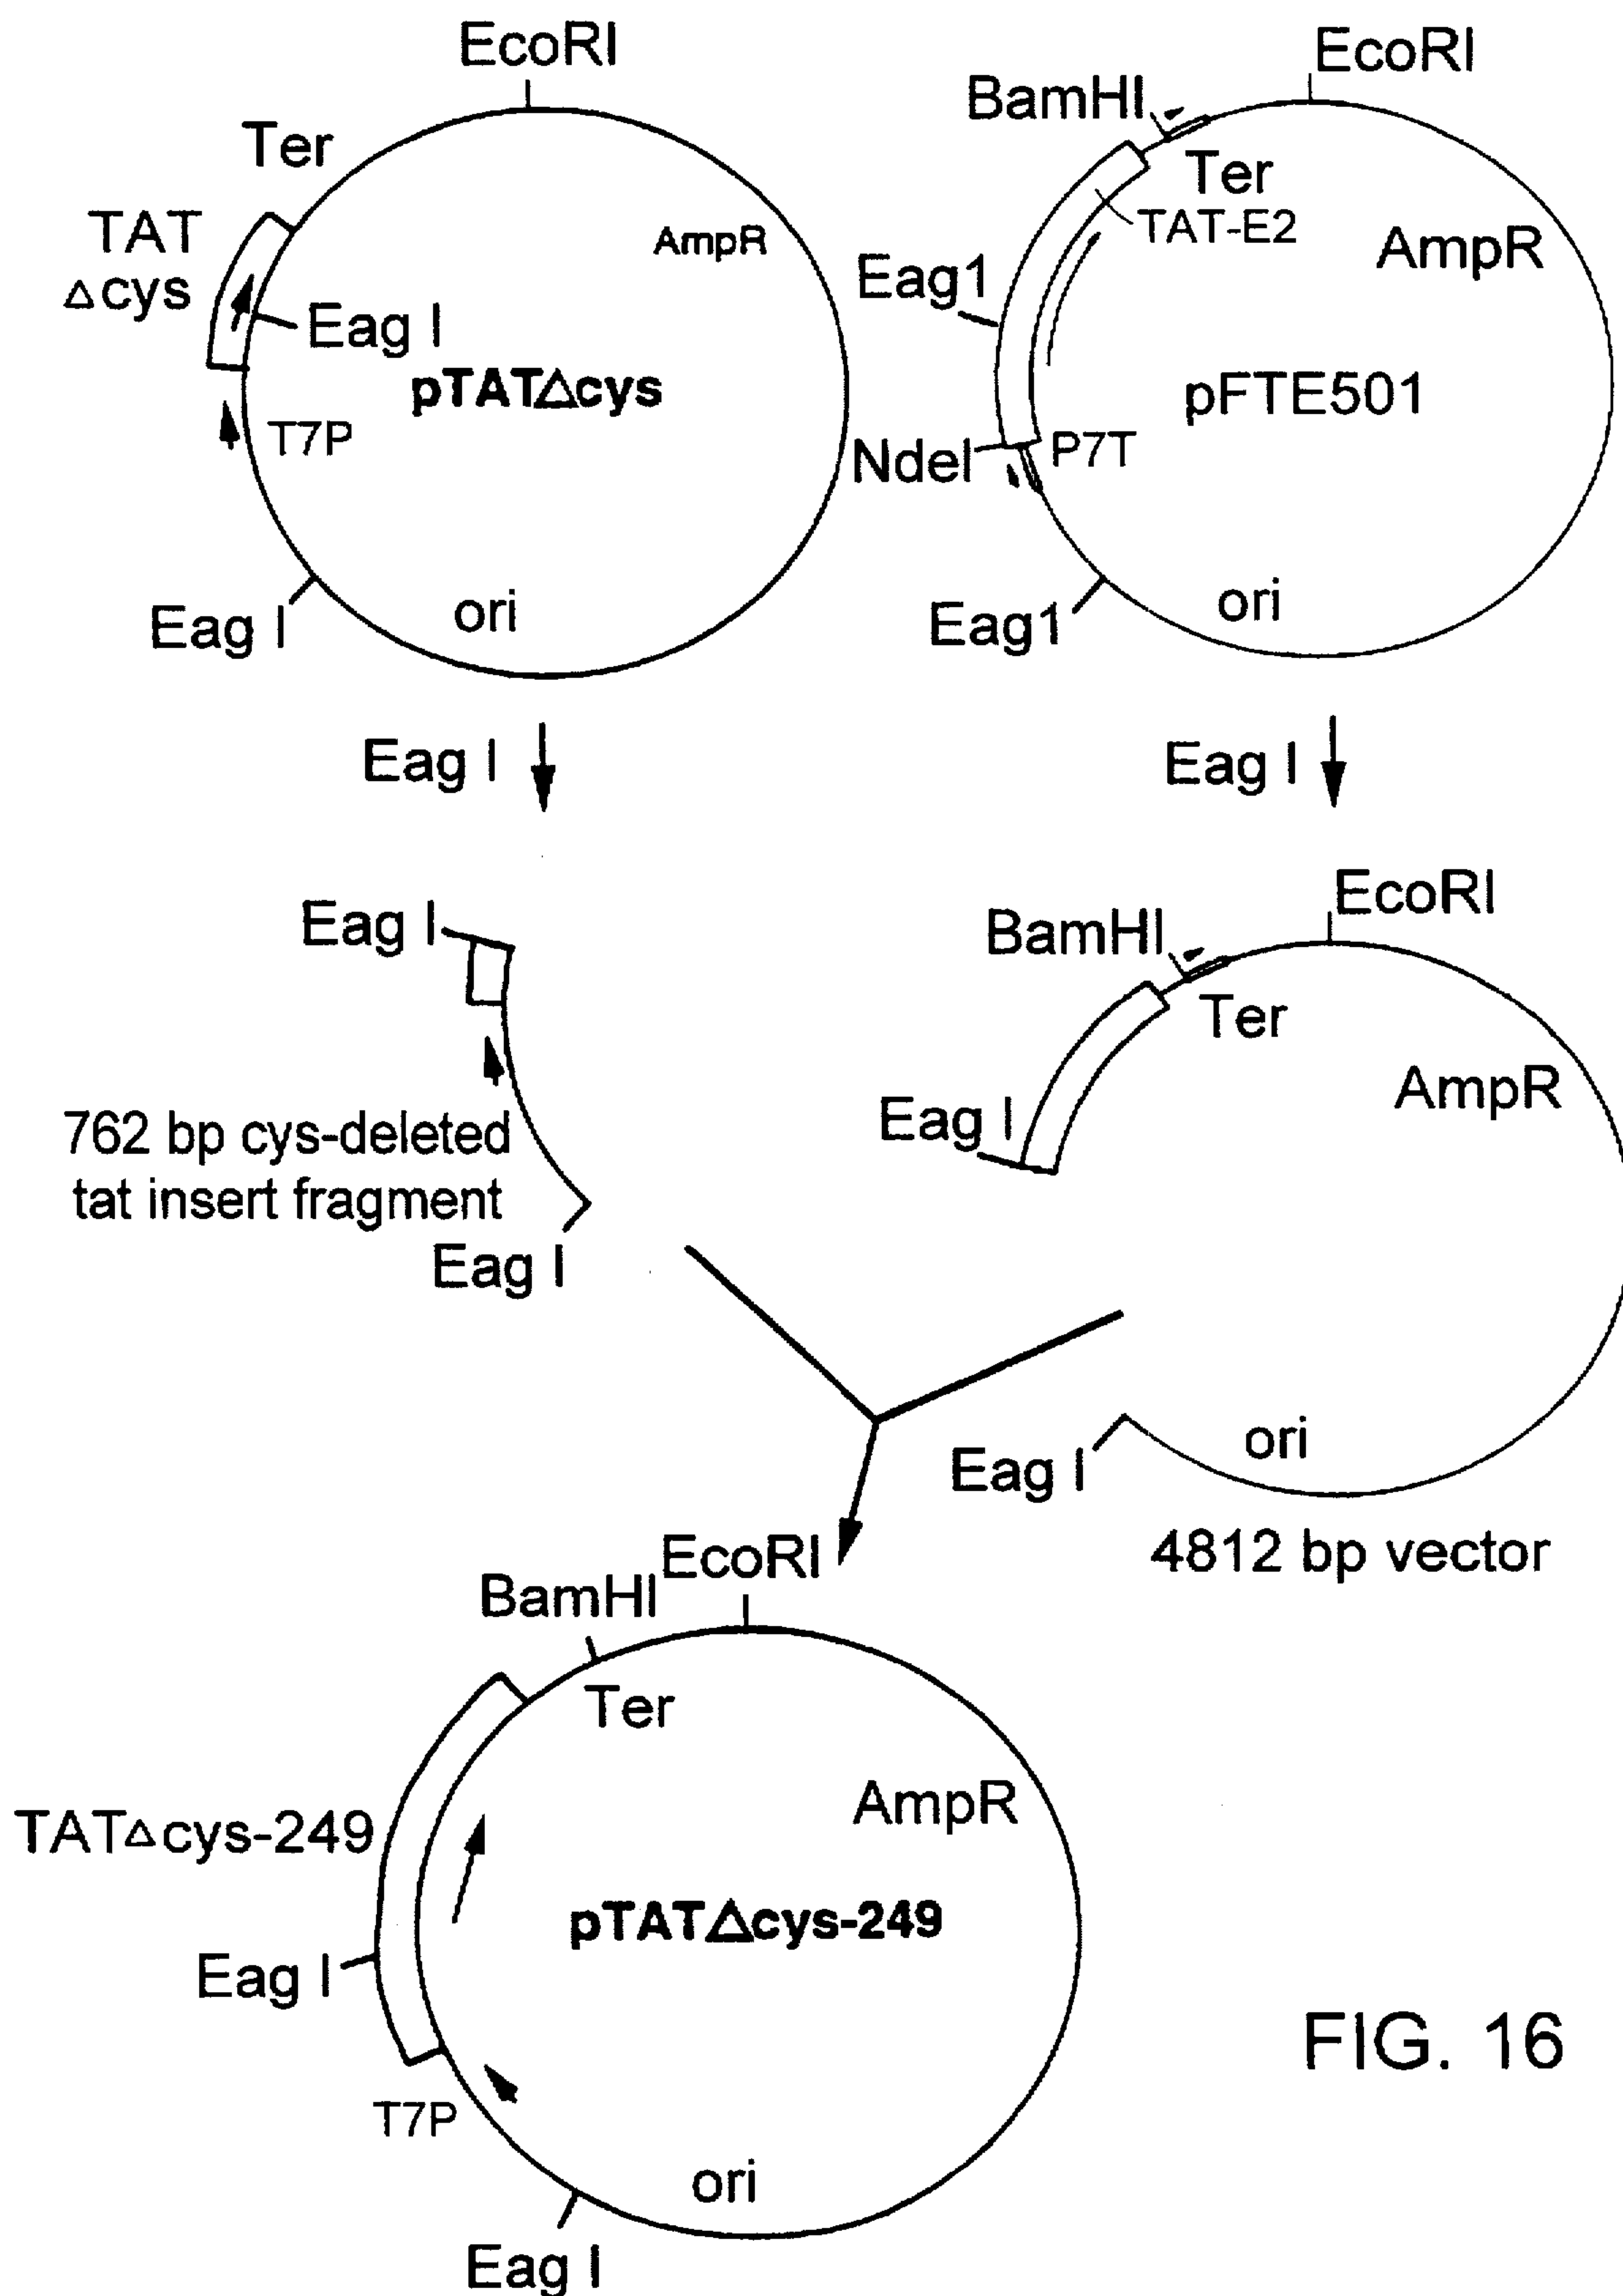 EcoRI
Ter
TAT
Δcys
AmpR
Eag I
pTATΔcys
T7P
Eag I
ori
EcoRI
BamHI
Ter
TAT-E2
AmpR
Eag1
pFTE501
NdeI
P7T
Eag1
ori
Eag I
Eag I
Eag I
762 bp cys-deleted
tat insert fragment
Eag I
EcoRI
BamHI
Ter
AmpR
Eag I
ori
Eag I
4812 bp vector
EcoRI
BamHI
Ter
AmpR
TATΔcys-249
pTATΔcys-249
Eag I
T7P
ori
Eag I
FIG. 16